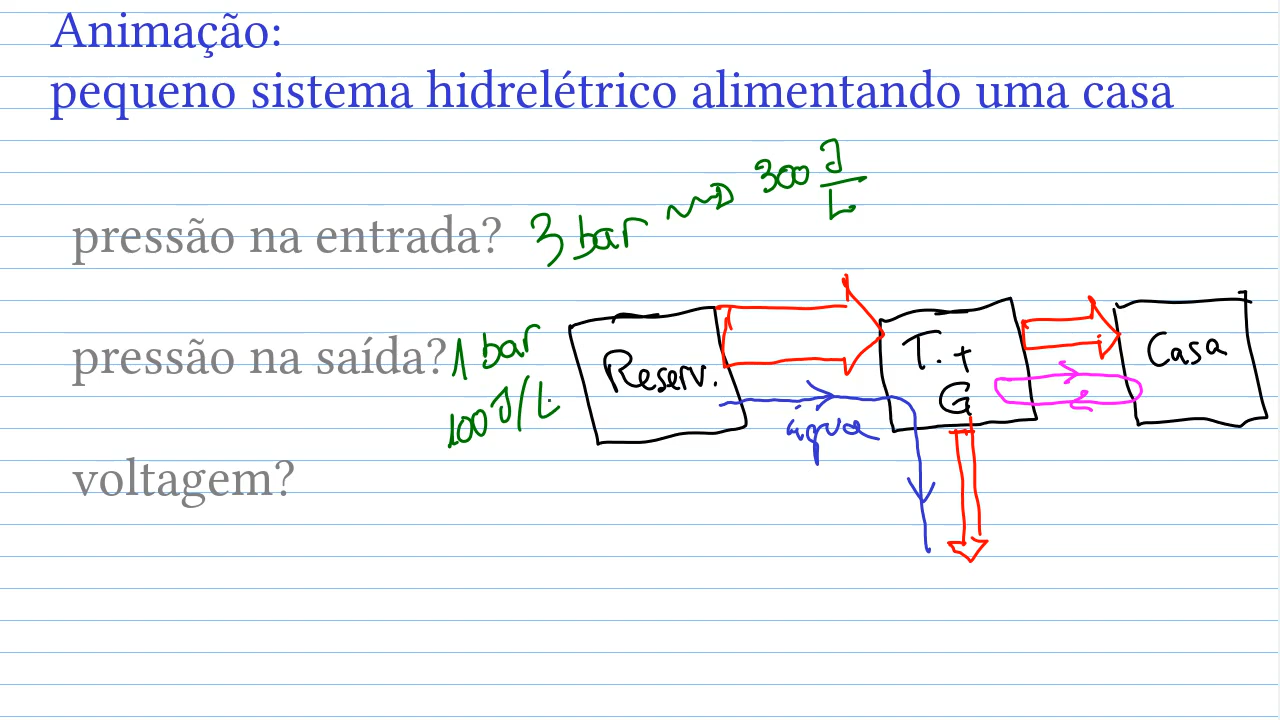 Animação:
pequeno sistema hidrelétrico alimentando uma casa
300 J/L
pressão na entrada? 3 bar
pressão na saída? 1 bar
100 J/L
Reserv.
água
T. +
G
Casa
voltagem?